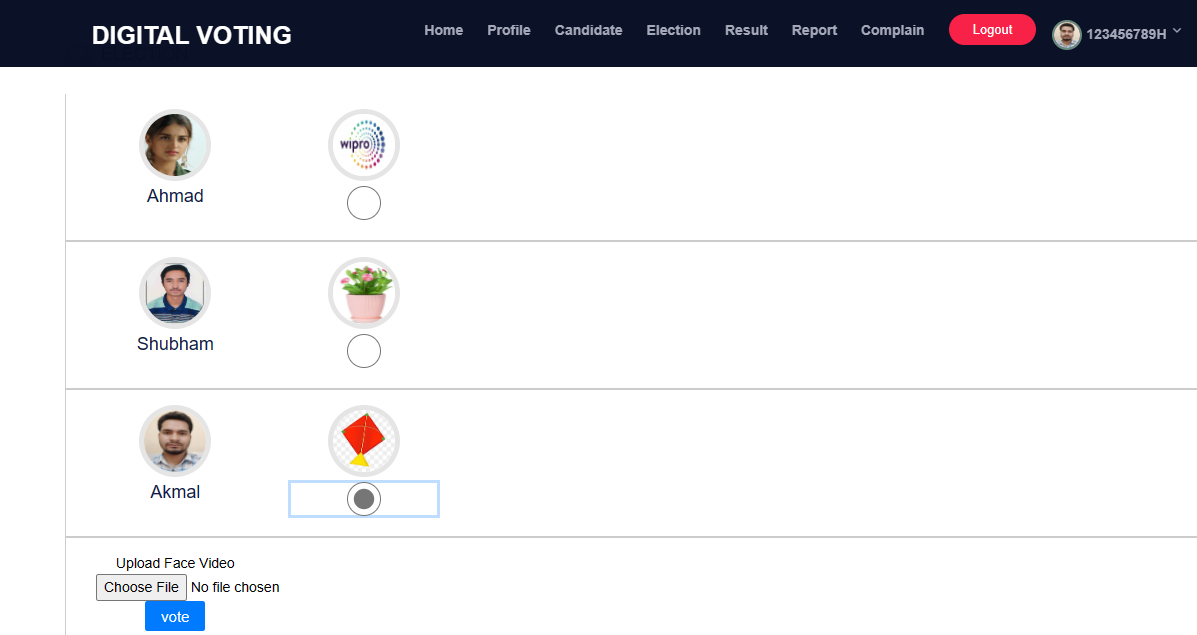 DIGITAL VOTING
Home Profile Candidate Election Result Report Complain Logout 123456789H
wipro
Ahmad
Shubham
Akmal
Upload Face Video
Choose File No file chosen
vote